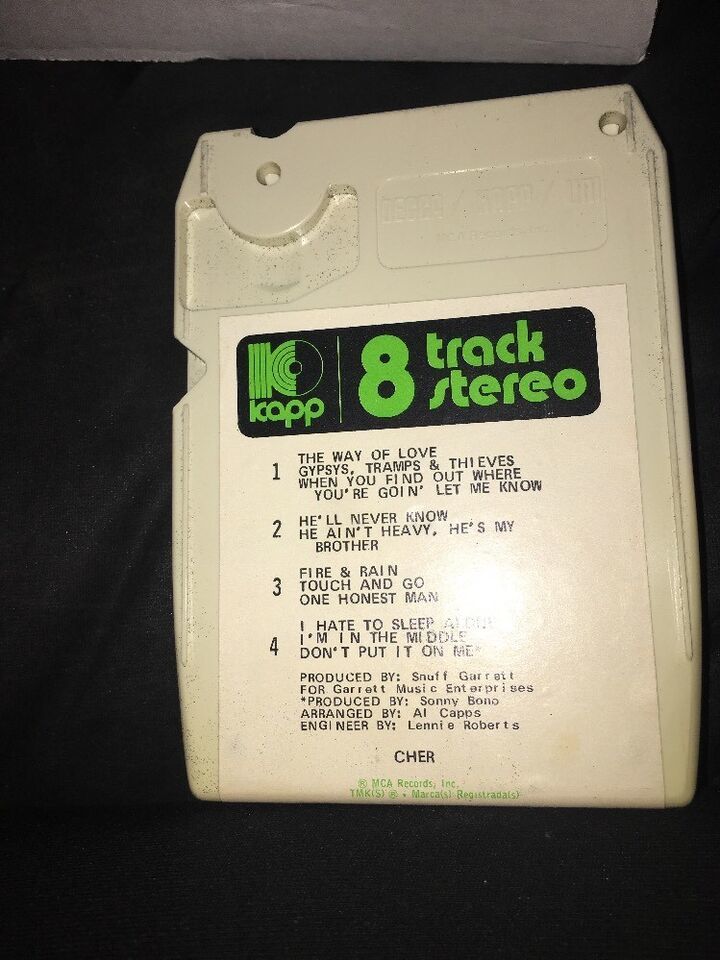 MCA Records, Inc.
kapp
8 track stereo
1 THE WAY OF LOVE
GYPSYS, TRAMPS & THIEVES
WHEN YOU FIND OUT WHERE
YOU'RE GOIN' LET ME KNOW
2 HE'LL NEVER KNOW
HE AIN'T HEAVY, HE'S MY
BROTHER
3 FIRE & RAIN
TOUCH AND GO
ONE HONEST MAN
4 I HATE TO SLEEP ALONE
I'M IN THE MIDDLE
DON'T PUT IT ON ME*
PRODUCED BY: Snuff Garrett
FOR Garrett Music Enterprises
*PRODUCED BY: Sonny Bono
ARRANGED BY: Al Capps
ENGINEER BY: Lennie Roberts
CHER
® MCA Records, Inc.
TMK(S) ® • Marca(s) Registrada(s)